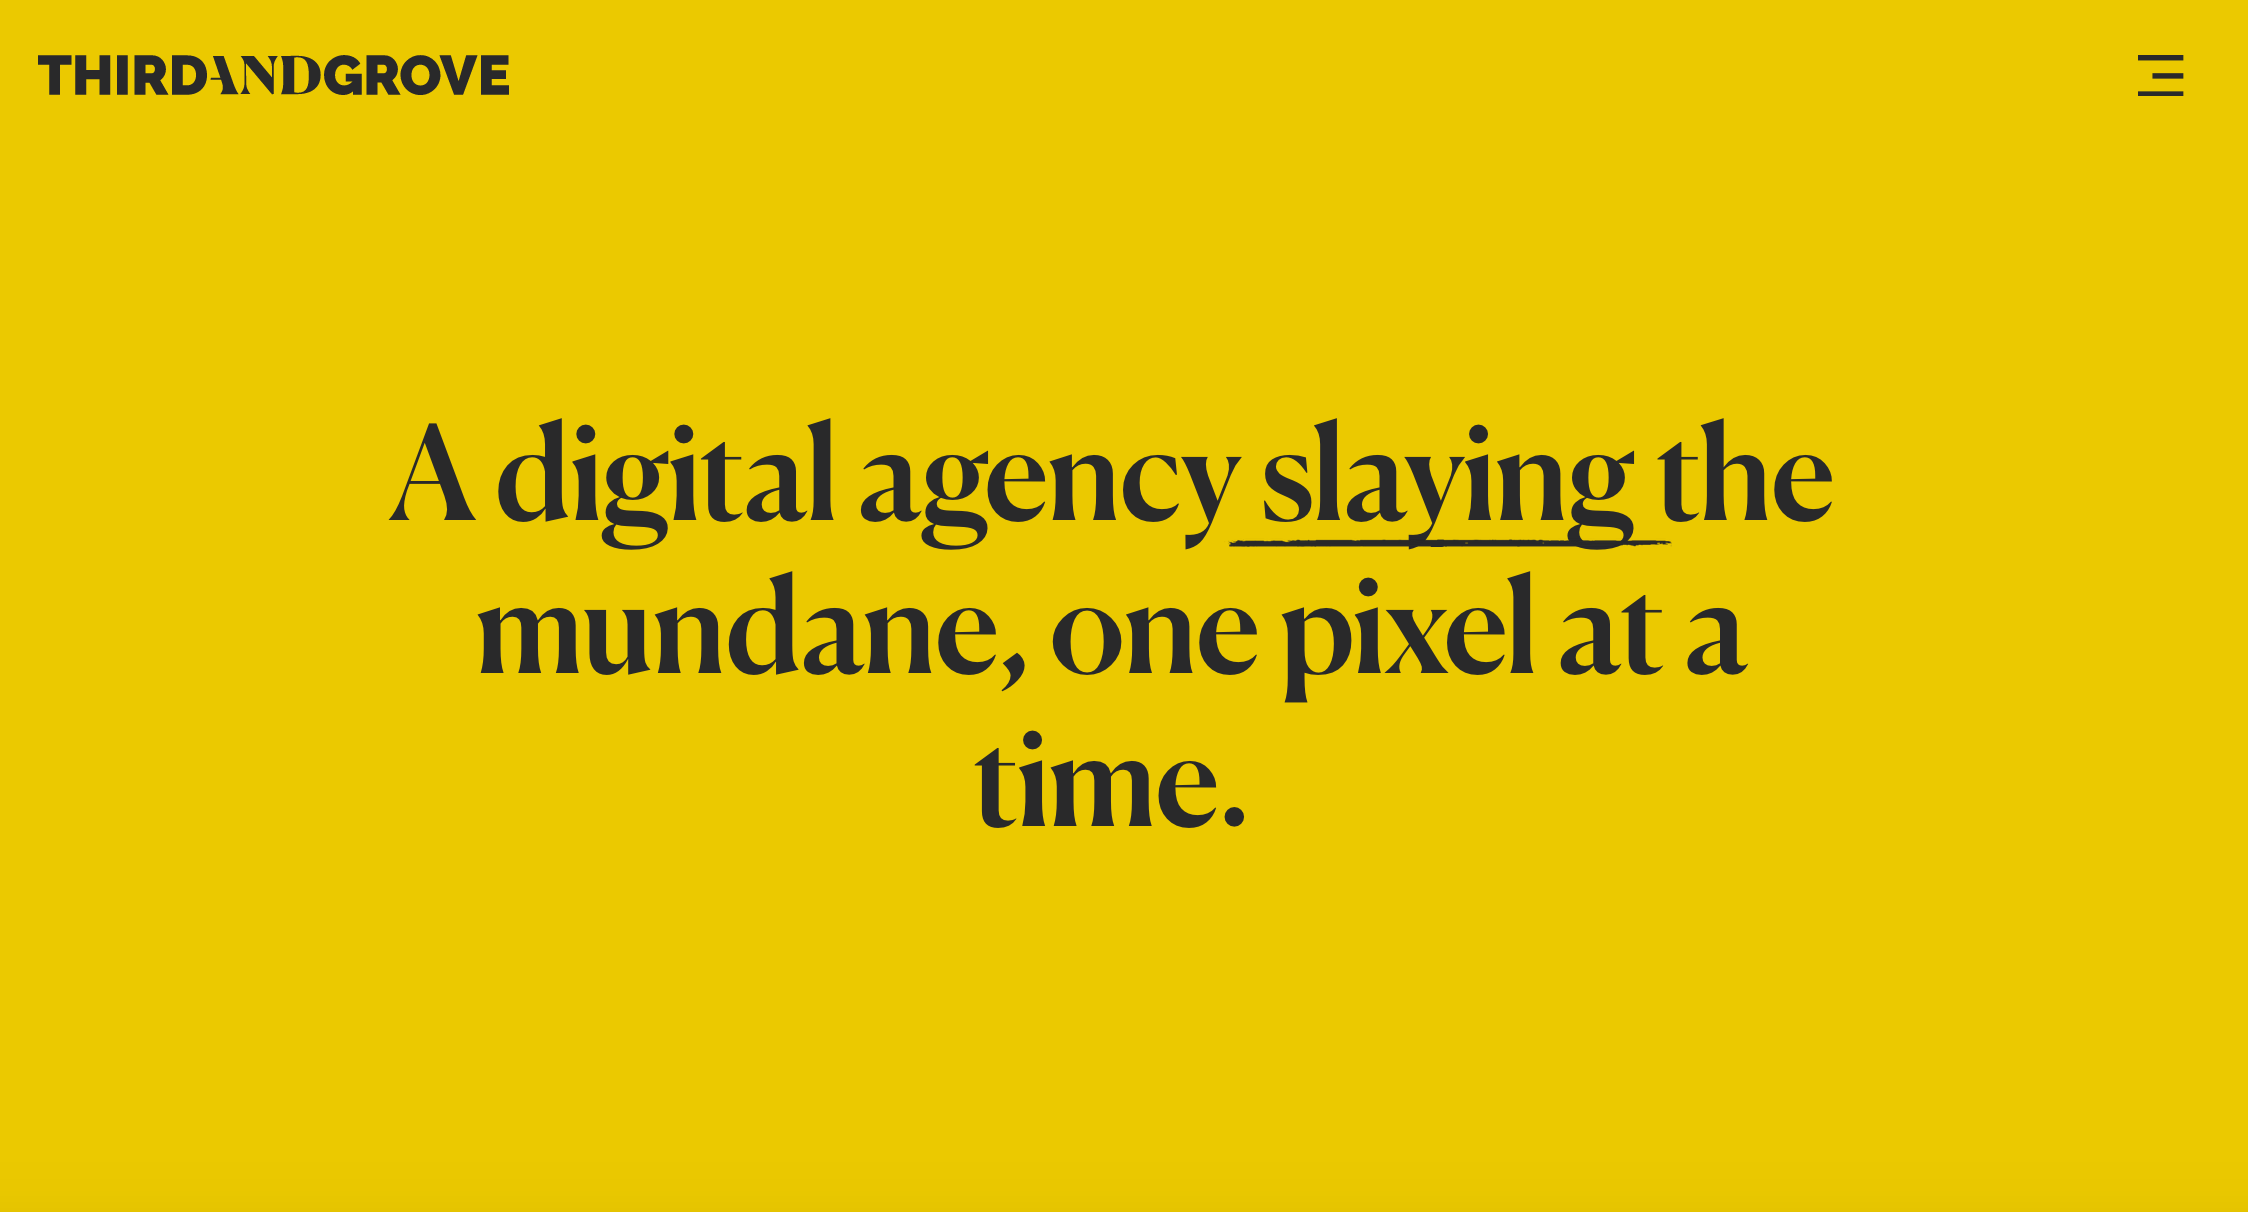 THIRDANDGROVE
A digital agency slaying the
mundane, one pixel at a
time.